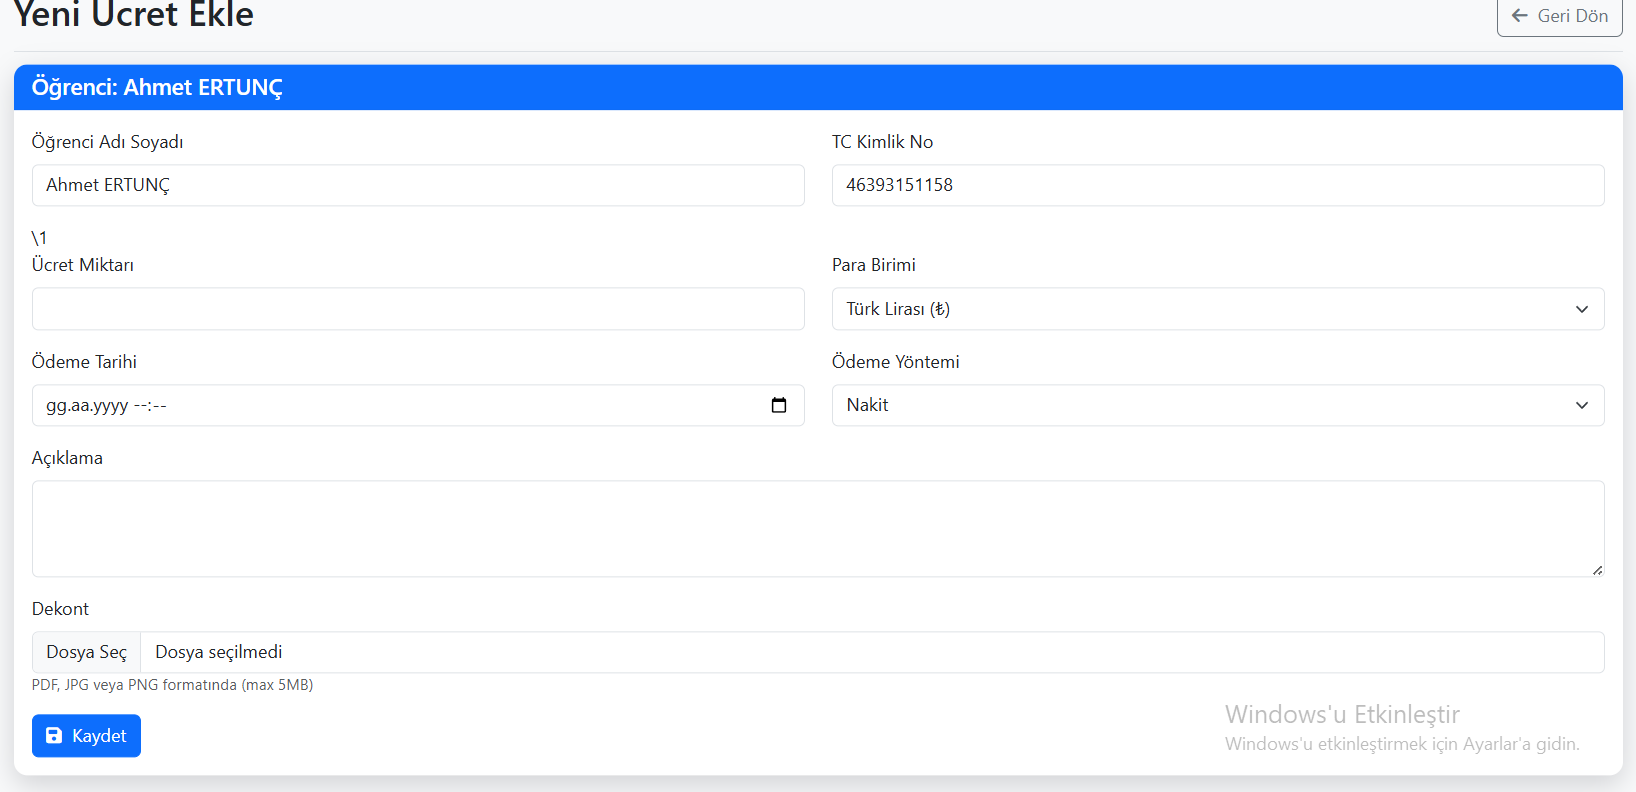 Yeni Ücret Ekle
Geri Dön
Öğrenci: Ahmet ERTUNÇ
Öğrenci Adı Soyadı
TC Kimlik No
Ahmet ERTUNÇ
46393151158
\1
Ücret Miktarı
Para Birimi
Türk Lirası (₺)
Ödeme Tarihi
Ödeme Yöntemi
gg.aa.yyyy --:--
Nakit
Açıklama
Dekont
Dosya Seç Dosya seçilmedi
PDF, JPG veya PNG formatında (max 5MB)
Kaydet
Windows'u Etkinleştir
Windows'u etkinleştirmek için Ayarlar'a gidin.